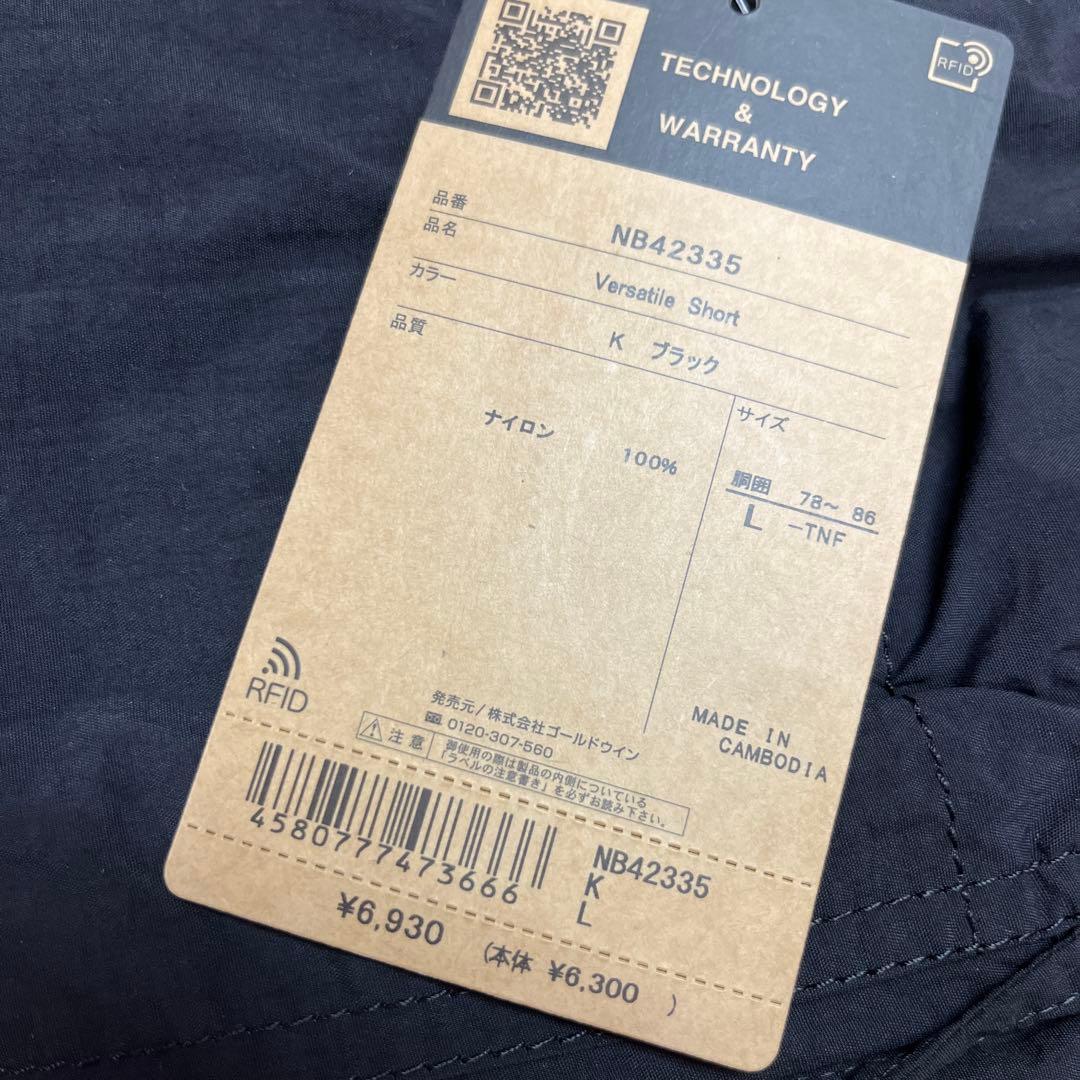 TECHNOLOGY
&
WARRANTY
RFID
品番 NB42335
品名 Versatile Short
カラー K ブラック
品質
ナイロン 100%
サイズ
胴囲 78～ 86
L -TNF
RFID
発売元/株式会社ゴールドウイン
0120-307-560
MADE IN
CAMBODIA
注意
御使用の際は製品の内側についている
「ラベルの注意書き」を必ずお読み下さい。
4580777473666
NB42335
K
L
¥6,930
(本体 ¥6,300 )